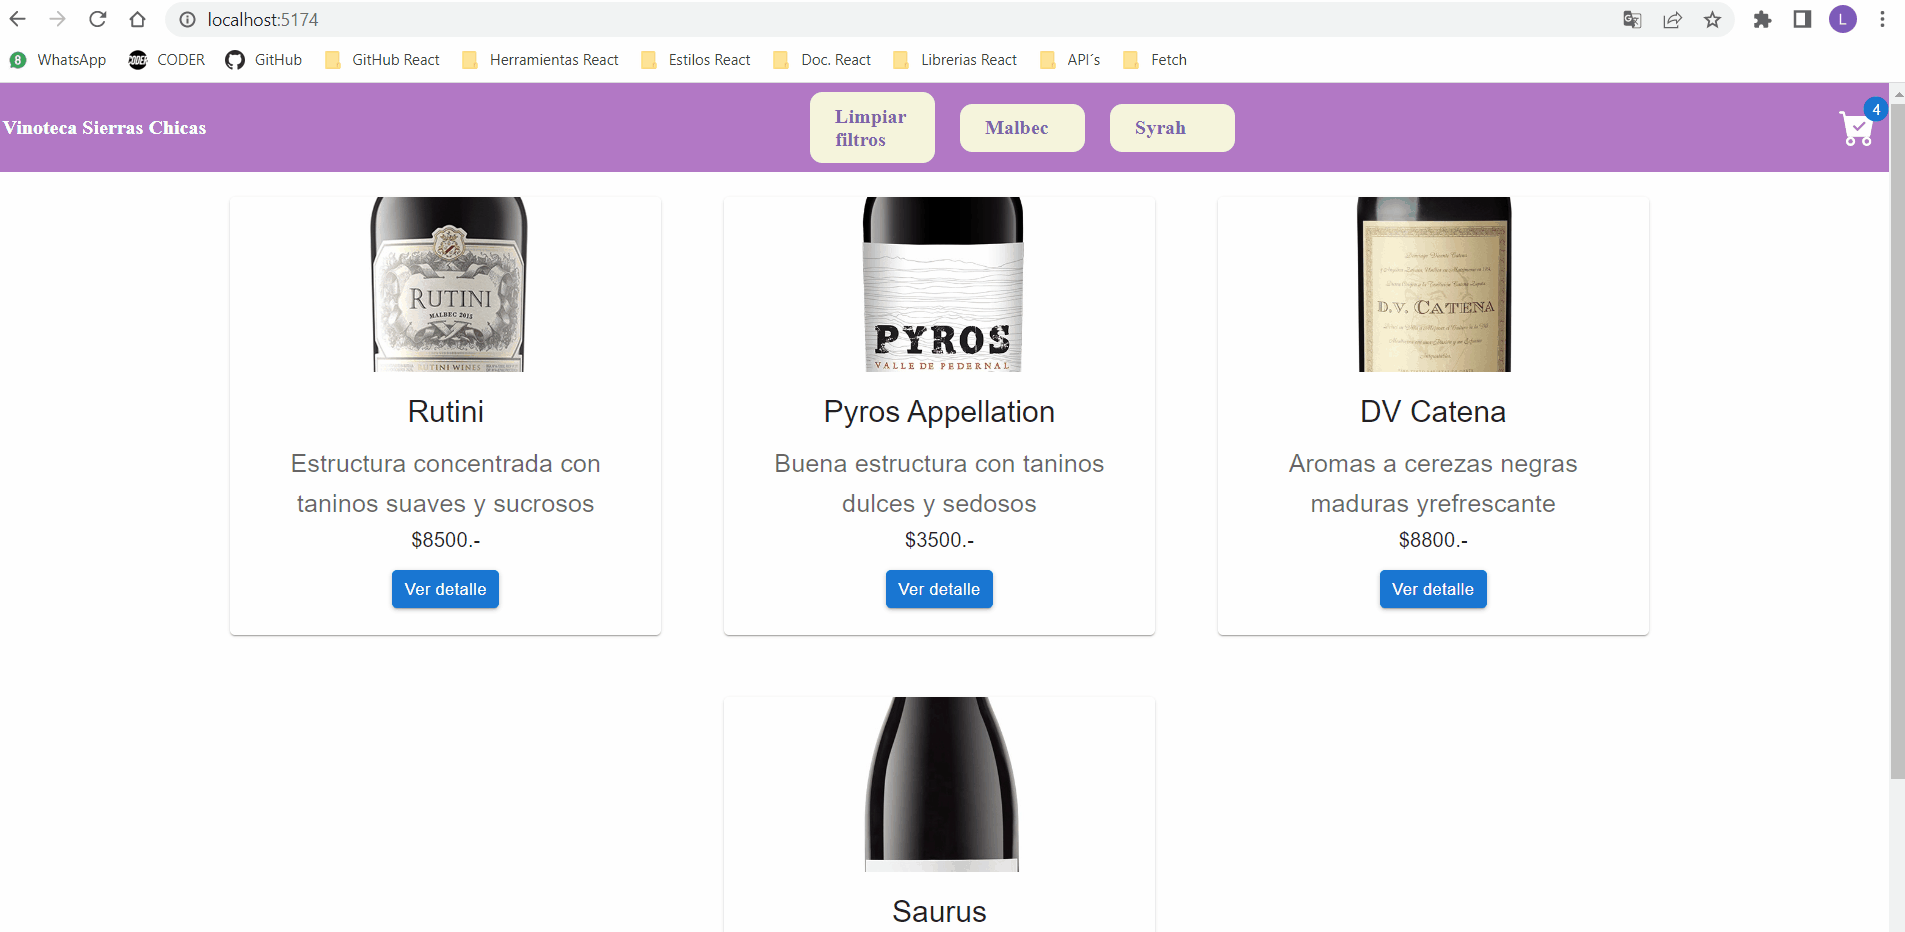 localhost:5174
L
8 WhatsApp CODER CODER GitHub GitHub React Herramientas React Estilos React Doc. React Librerias React API´s Fetch
Vinoteca Sierras Chicas
Limpiar
filtros
Malbec
Syrah
4
RUTINI
MALBEC 2015
RUTINI WINES
PYROS
VALLE DE PEDERNAL
D.V. CATENA
Rutini
Pyros Appellation
DV Catena
Estructura concentrada con
taninos suaves y sucrosos
Buena estructura con taninos
dulces y sedosos
Aromas a cerezas negras
maduras yrefrescante
$8500.-
$3500.-
$8800.-
Ver detalle
Ver detalle
Ver detalle
Saurus